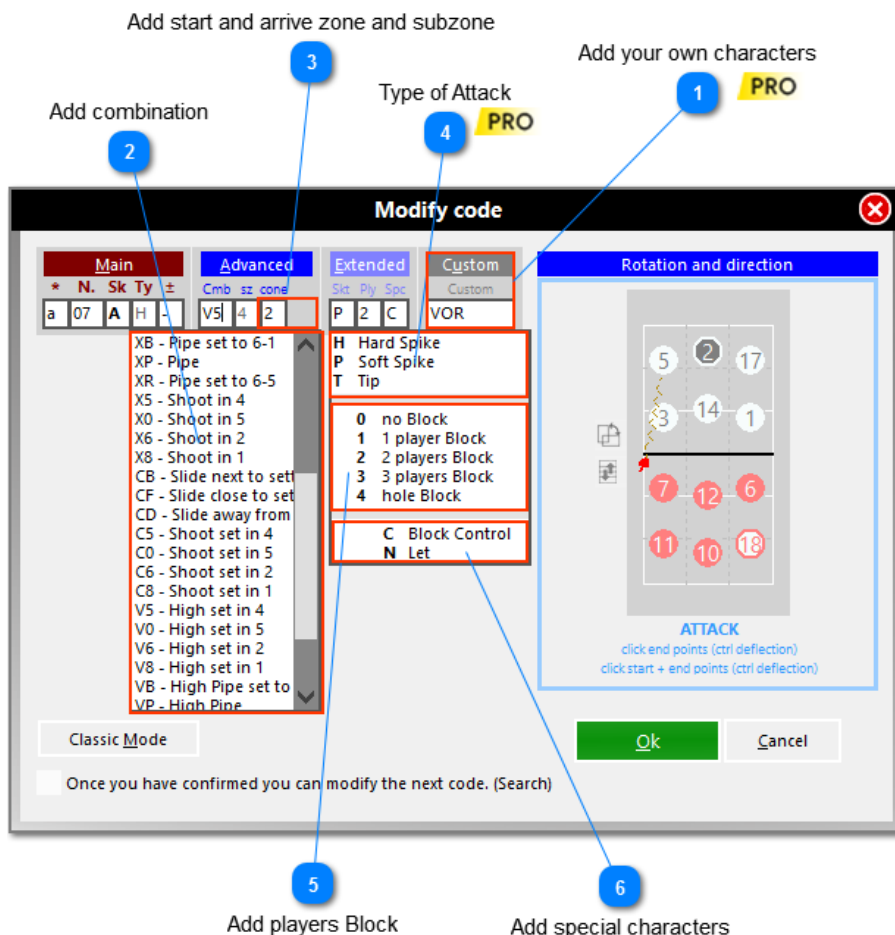 Add start and arrive zone and subzone
3
Add your own characters
1
PRO
Type of Attack
4
PRO
Add combination
2
Modify code
Main
Advanced
Extended
Custom
Rotation and direction
* N. Sk Ty ±
Cmb sz cone
Skt Ply Spc
Custom
a 07 A H -
V5 4 2
P 2 C
VOR
XB - Pipe set to 6-1
XP - Pipe
XR - Pipe set to 6-5
X5 - Shoot in 4
X0 - Shoot in 5
X6 - Shoot in 2
X8 - Shoot in 1
CB - Slide next to sett
CF - Slide close to set
CD - Slide away from
C5 - Shoot set in 4
C0 - Shoot set in 5
C6 - Shoot set in 2
C8 - Shoot set in 1
V5 - High set in 4
V0 - High set in 5
V6 - High set in 2
V8 - High set in 1
VB - High Pipe set to
VP - High Pipe
H Hard Spike
P Soft Spike
T Tip
0 no Block
1 1 player Block
2 2 players Block
3 3 players Block
4 hole Block
C Block Control
N Let
5 2 17
3 14 1
7 12 6
11 10 18
ATTACK
click end points (ctrl deflection)
click start + end points (ctrl deflection)
Classic Mode
Ok
Cancel
Once you have confirmed you can modify the next code. (Search)
5
Add players Block
6
Add special characters